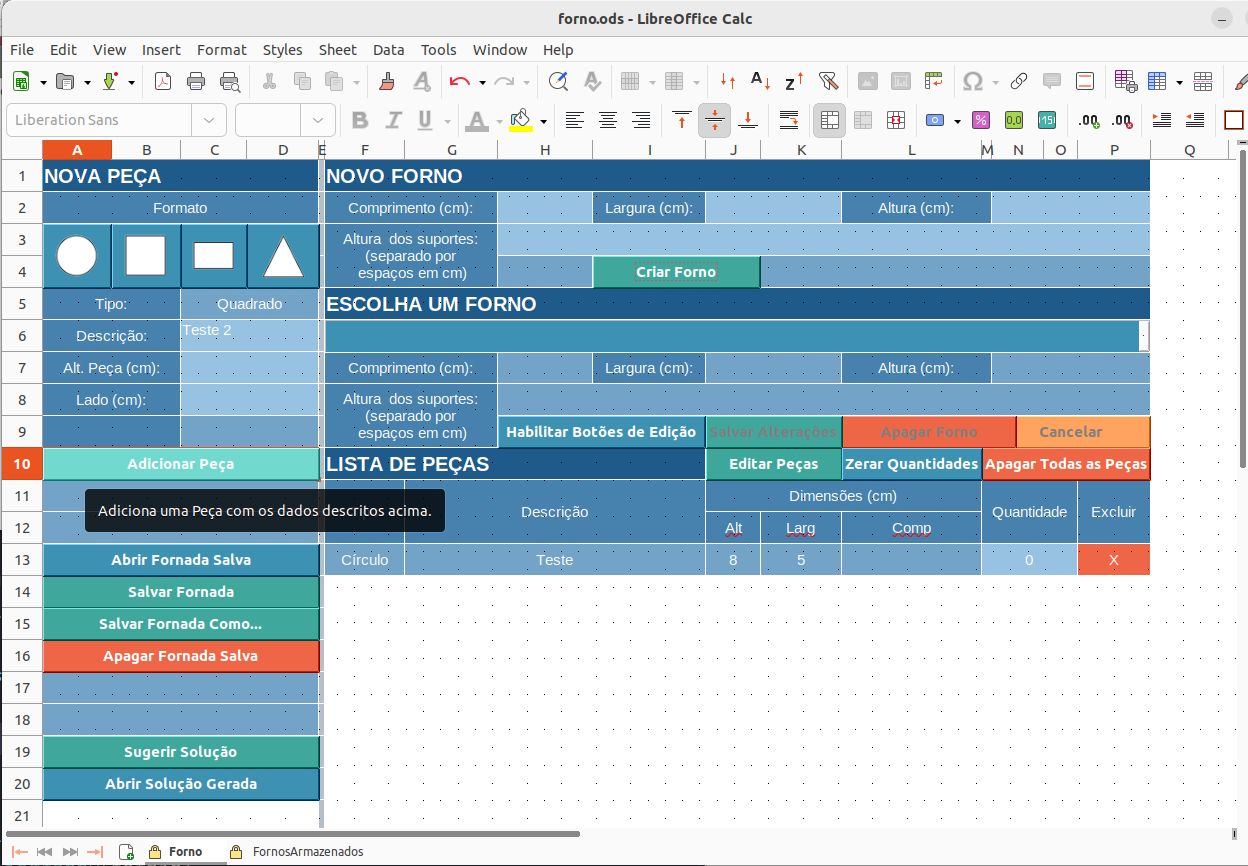 forno.ods - LibreOffice Calc
File Edit View Insert Format Styles Sheet Data Tools Window Help
Liberation Sans
A B C D E F G H I J K L M N O P Q
1 NOVA PEÇA NOVO FORNO
2 Formato Comprimento (cm): Largura (cm): Altura (cm):
3 Altura dos suportes:
(separado por
4 espaços em cm) Criar Forno
5 Tipo: Quadrado ESCOLHA UM FORNO
6 Descrição: Teste 2
7 Alt. Peça (cm): Comprimento (cm): Largura (cm): Altura (cm):
8 Lado (cm): Altura dos suportes:
(separado por
9 espaços em cm) Habilitar Botões de Edição Salvar Alterações Apagar Forno Cancelar
10 Adicionar Peça LISTA DE PEÇAS Editar Peças Zerar Quantidades Apagar Todas as Peças
11 Dimensões (cm)
Adiciona uma Peça com os dados descritos acima. Descrição Quantidade Excluir
12 Alt Larg Comp
13 Abrir Fornada Salva Círculo Teste 8 5 0 X
14 Salvar Fornada
15 Salvar Fornada Como...
16 Apagar Fornada Salva
17
18
19 Sugerir Solução
20 Abrir Solução Gerada
21
Forno FornosArmazenados